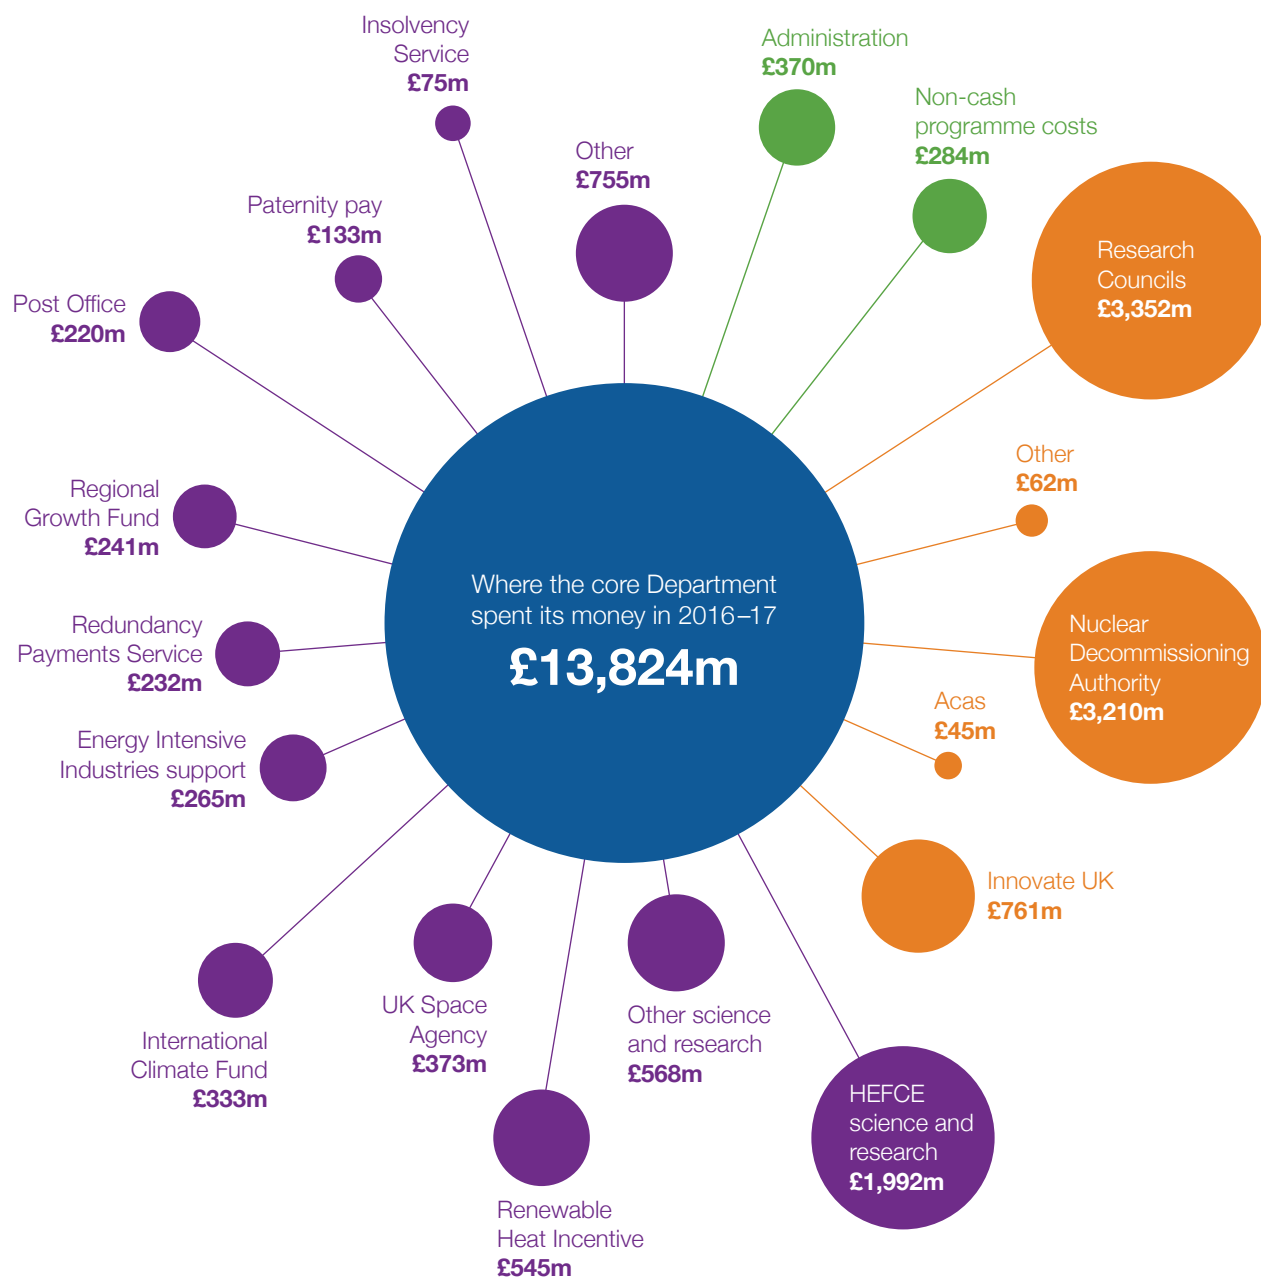 Insolvency
Service
£75m
Administration
£370m
Non-cash
programme costs
£284m
Other
£755m
Paternity pay
£133m
Research
Councils
£3,352m
Post Office
£220m
Other
£62m
Regional
Growth Fund
£241m
Where the core Department
spent its money in 2016–17
£13,824m
Redundancy
Payments Service
£232m
Nuclear
Decommissioning
Authority
£3,210m
Acas
£45m
Energy Intensive
Industries support
£265m
Innovate UK
£761m
International
Climate Fund
£333m
UK Space
Agency
£373m
Other science
and research
£568m
HEFCE
science and
research
£1,992m
Renewable
Heat Incentive
£545m